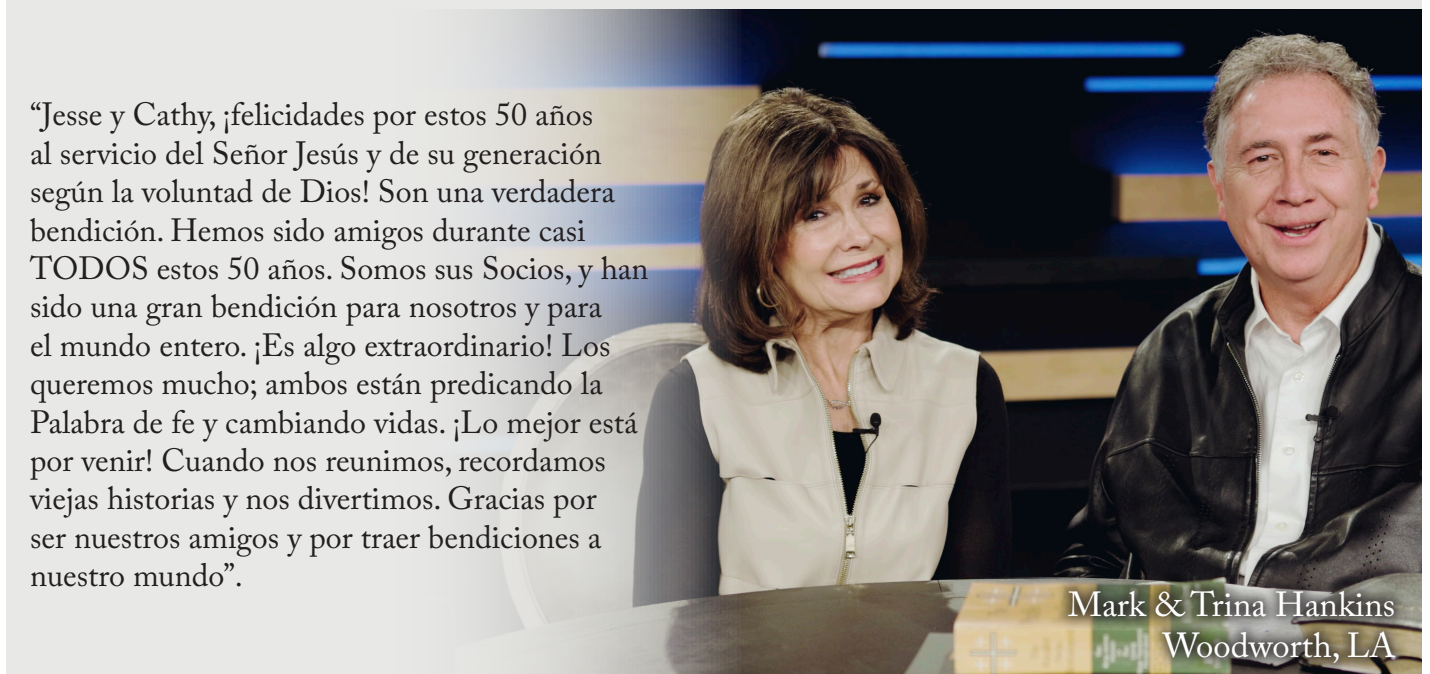 “Jesse y Cathy, ¡felicidades por estos 50 años
al servicio del Señor Jesús y de su generación
según la voluntad de Dios! Son una verdadera
bendición. Hemos sido amigos durante casi
TODOS estos 50 años. Somos sus Socios, y han
sido una gran bendición para nosotros y para
el mundo entero. ¡Es algo extraordinario! Los
queremos mucho; ambos están predicando la
Palabra de fe y cambiando vidas. ¡Lo mejor está
por venir! Cuando nos reunimos, recordamos
viejas historias y nos divertimos. Gracias por
ser nuestros amigos y por traer bendiciones a
nuestro mundo”.
Mark & Trina Hankins
Woodworth, LA